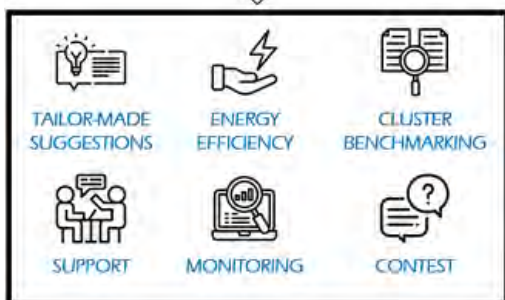 TAILOR-MADE
SUGGESTIONS
ENERGY
EFFICIENCY
CLUSTER
BENCHMARKING
SUPPORT
MONITORING
?
CONTEST